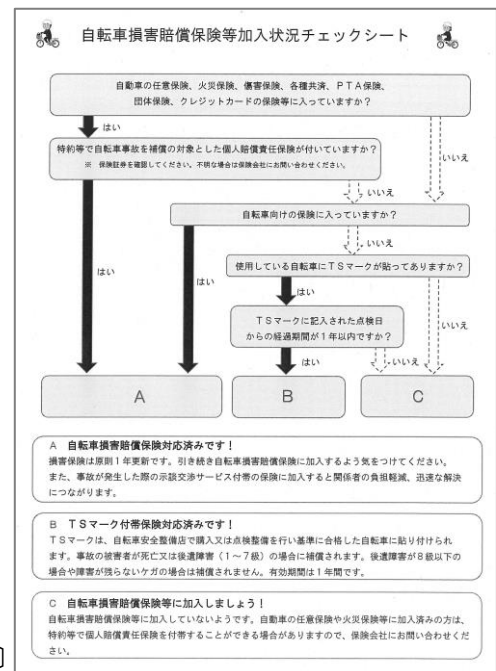 自転車損害賠償保険等加入状況チェックシート
自動車の任意保険、火災保険、傷害保険、各種共済、PTA保険、
団体保険、クレジットカードの保険等に入っていますか?
はい
特約等で自転車事故を補償の対象とした個人賠償責任保険が付いていますか?
※ 保険証券を確認してください。不明な場合は保険会社にお問い合わせください。
いいえ
いいえ
自転車向けの保険に入っていますか?
いいえ
はい
はい
使用している自転車にTSマークが貼ってありますか?
はい
いいえ
TSマークに記入された点検日
からの経過期間が1年以内ですか?
はい
いいえ
A
B
C
A 自転車損害賠償保険対応済みです!
損害保険は原則1年更新です。引き続き自転車損害賠償保険に加入するよう気をつけてください。
また、事故が発生した際の示談交渉サービス付帯の保険に加入すると関係者の負担軽減、迅速な解決
につながります。
B TSマーク付帯保険対応済みです!
TSマークは、自転車安全整備店で購入又は点検整備を行い基準に合格した自転車に貼り付けられ
ます。事故の被害者が死亡又は後遺障害(1~7級)の場合に補償されます。後遺障害が8級以下の
場合や障害が残らないケガの場合は補償されません。有効期間は1年間です。
C 自転車損害賠償保険等に加入しましょう!
自転車損害賠償保険等に加入していないようです。自動車の任意保険や火災保険等に加入済みの方は、
特約等で個人賠償責任保険を付帯することができる場合がありますので、保険会社にお問い合わせくだ
さい。